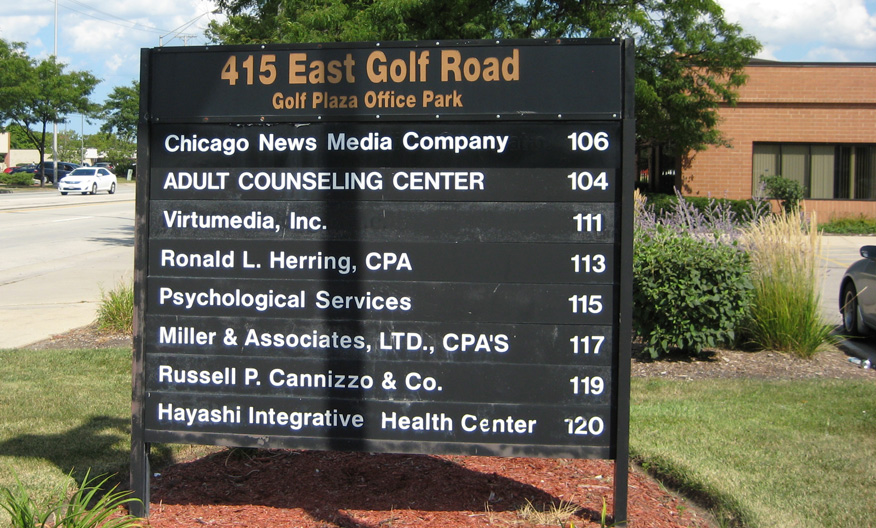 415 East Golf Road
Golf Plaza Office Park
Chicago News Media Company 106
ADULT COUNSELING CENTER 104
Virtumedia, Inc. 111
Ronald L. Herring, CPA 113
Psychological Services 115
Miller & Associates, LTD., CPA'S 117
Russell P. Cannizzo & Co. 119
Hayashi Integrative Health Center 120